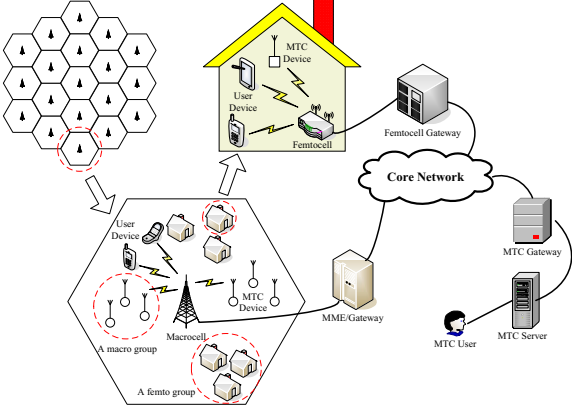 MTC
Device
User
Device
Femtocell
Femtocell Gateway
Core Network
MTC Gateway
User
Device
MTC
Device
Macrocell
MME/Gateway
MTC User
MTC Server
A macro group
A femto group